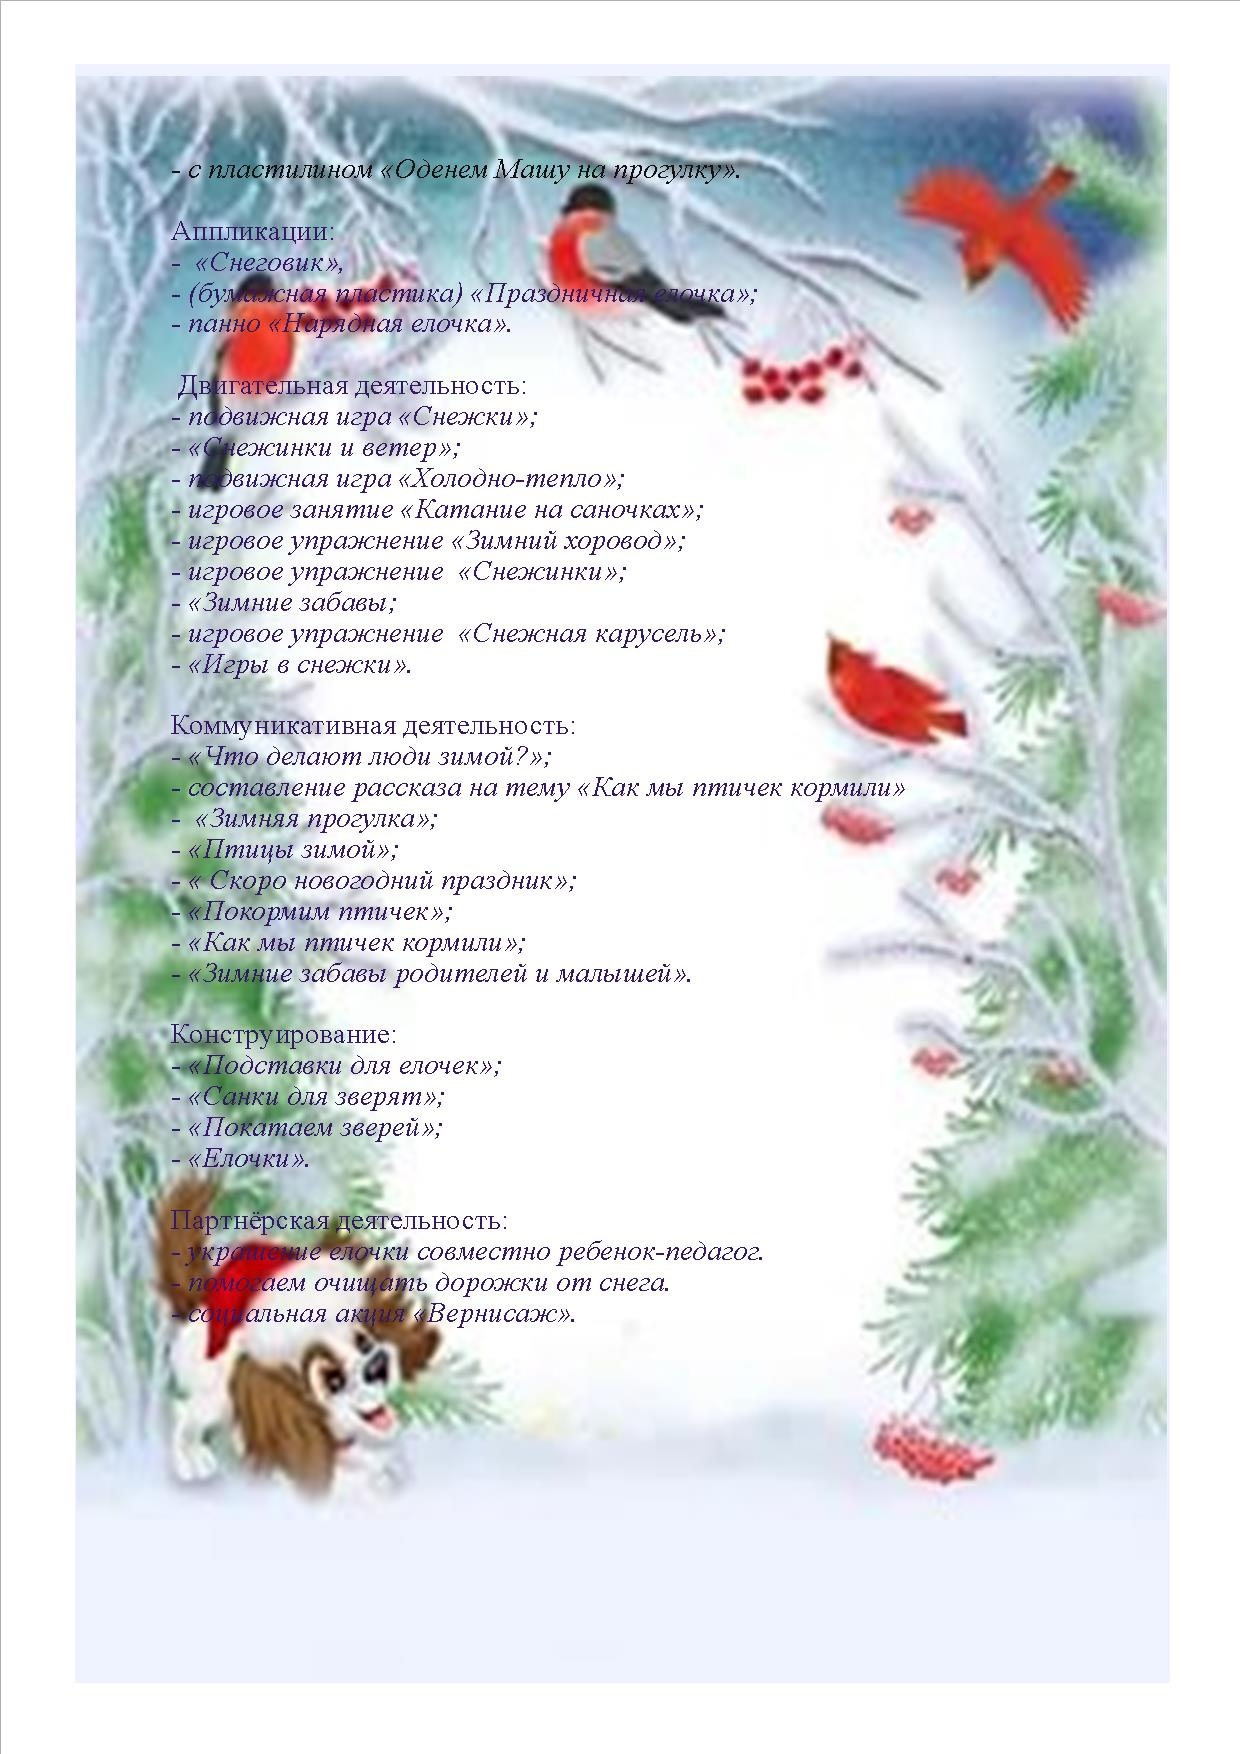 - с пластилином «Оденем Машу на прогулку».
Аппликации:
- «Снеговик»,
- (бумажная пластика) «Праздничная елочка»;
- панно «Нарядная елочка».
Двигательная деятельность:
- подвижная игра «Снежки»;
- «Снежинки и ветер»;
- подвижная игра «Холодно-тепло»;
- игровое занятие «Катание на саночках»;
- игровое упражнение «Зимний хоровод»;
- игровое упражнение «Снежинки»;
- «Зимние забавы;
- игровое упражнение «Снежная карусель»;
- «Игры в снежки».
Коммуникативная деятельность:
- «Что делают люди зимой?»;
- составление рассказа на тему «Как мы птичек кормили»
- «Зимняя прогулка»;
- «Птицы зимой»;
- « Скоро новогодний праздник»;
- «Покормим птичек»;
- «Как мы птичек кормили»;
- «Зимние забавы родителей и малышей».
Конструирование:
- «Подставки для елочек»;
- «Санки для зверят»;
- «Покатаем зверей»;
- «Елочки».
Партнёрская деятельность:
- украшение елочки совместно ребенок-педагог.
- помогаем очищать дорожки от снега.
- социальная акция «Вернисаж».